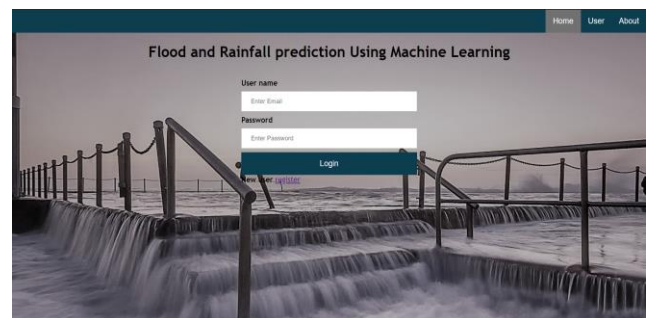 Home User About
Flood and Rainfall prediction Using Machine Learning
User name
Enter Email
Password
Enter Password
Login
New User register